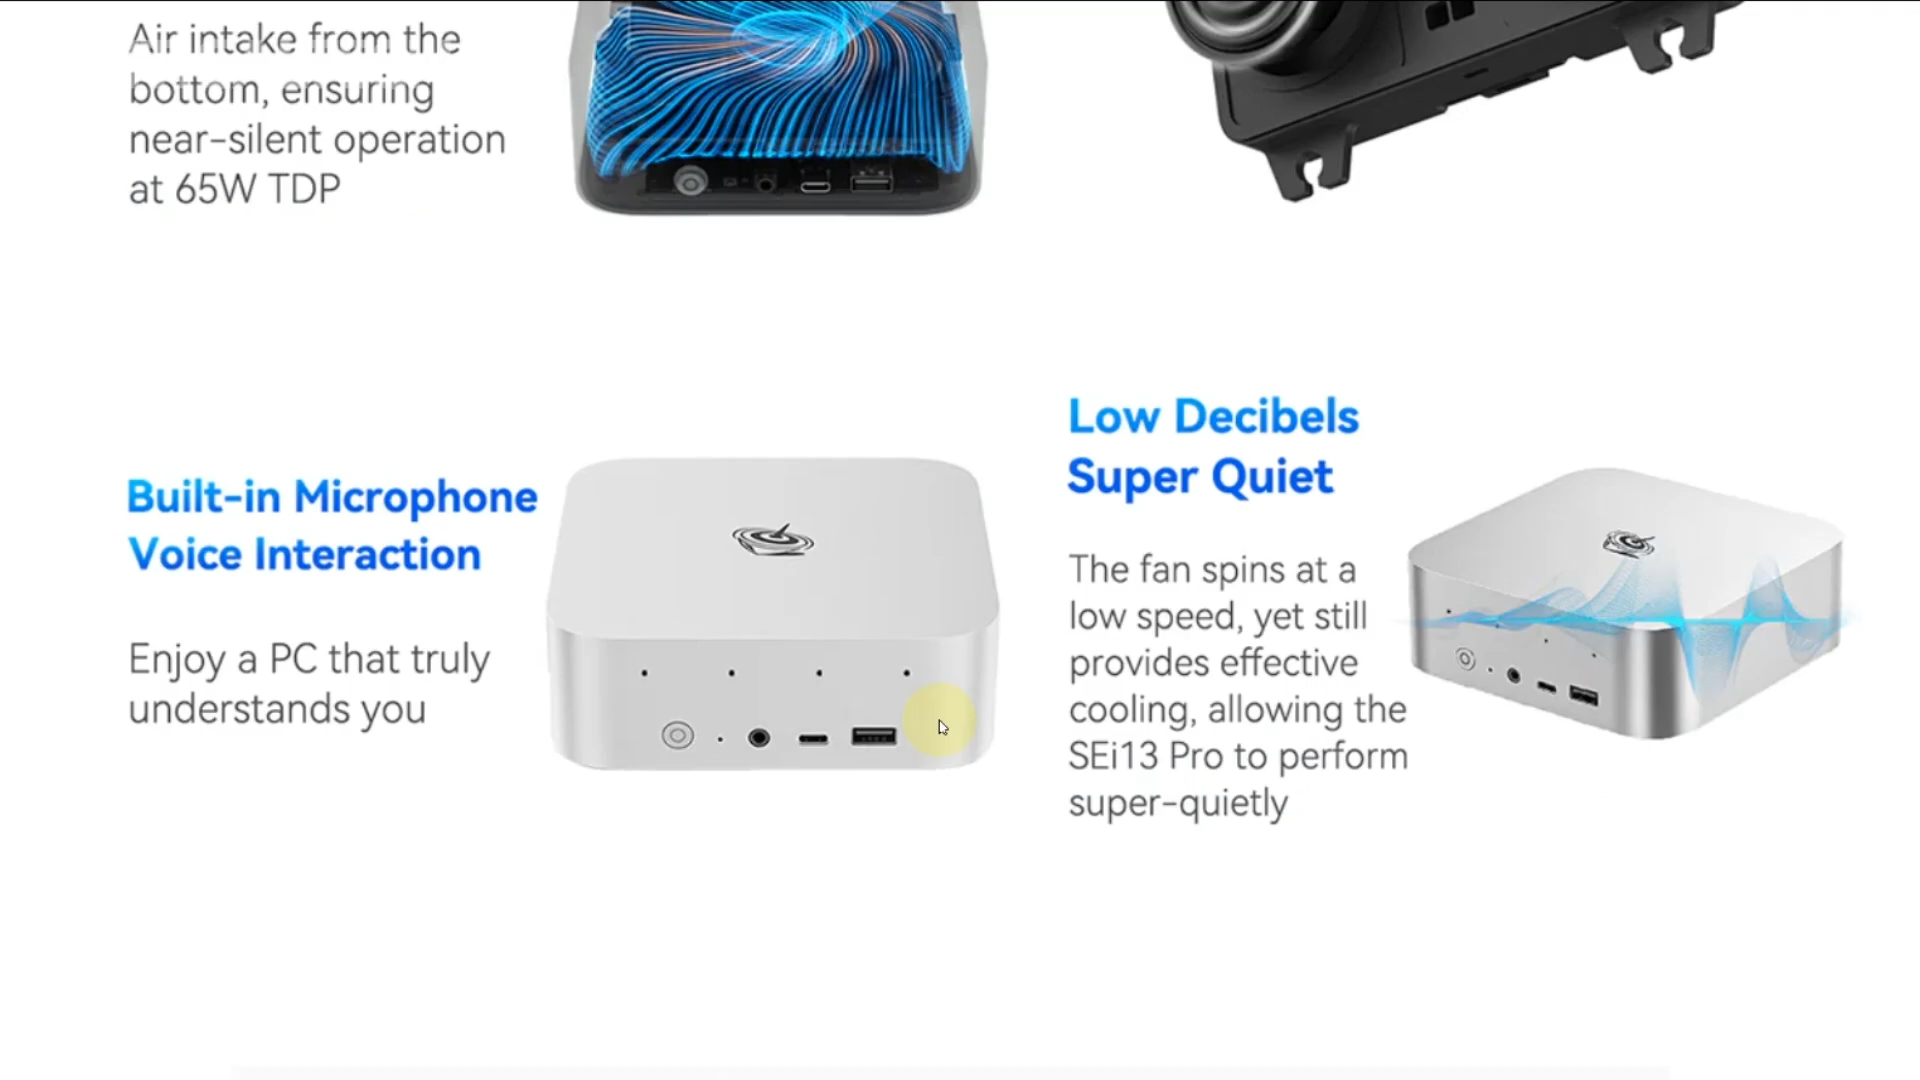 Air intake from the
bottom, ensuring
near-silent operation
at 65W TDP
Built-in Microphone
Voice Interaction
Enjoy a PC that truly
understands you
Low Decibels
Super Quiet
The fan spins at a
low speed, yet still
provides effective
cooling, allowing the
SEi13 Pro to perform
super-quietly